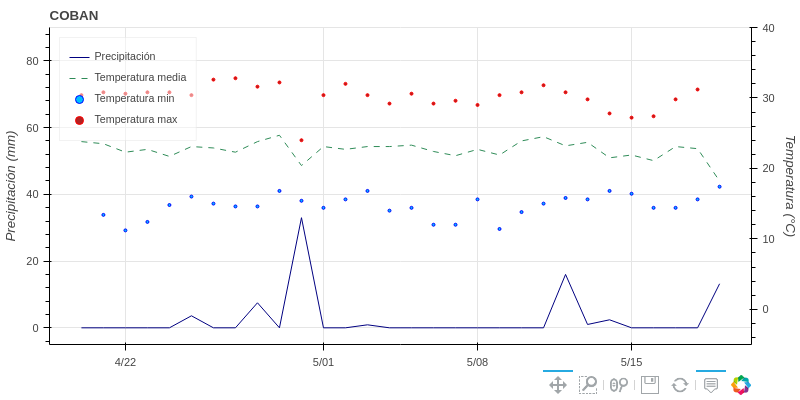 COBAN
Precipitación
Temperatura media
Temperatura min
Temperatura max
Precipitación (mm)
80
60
40
20
0
Temperatura (°C)
40
30
20
10
0
4/22
5/01
5/08
5/15